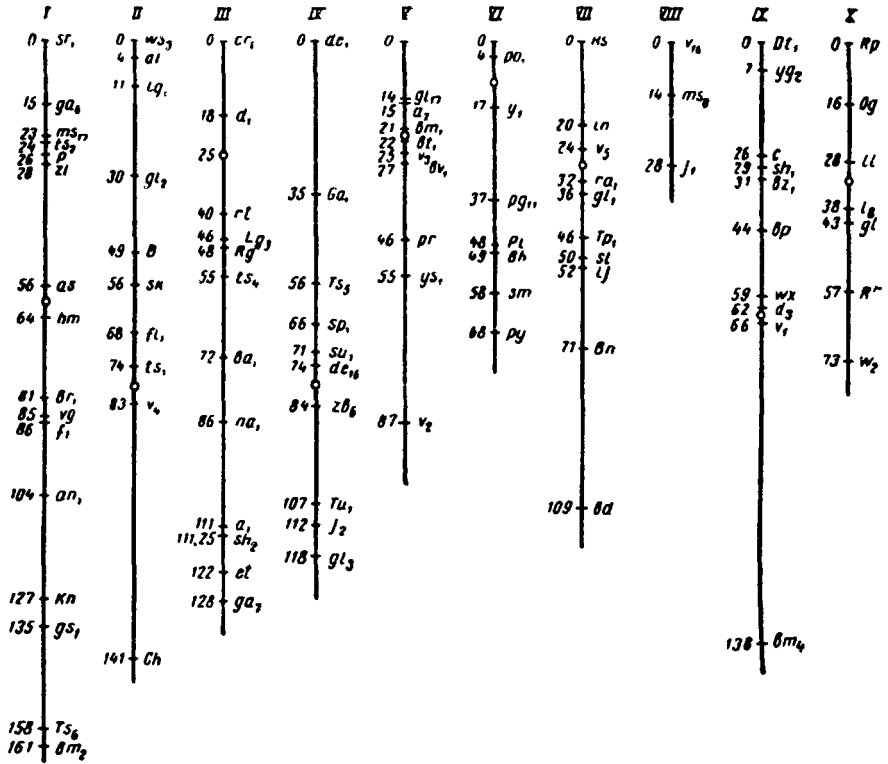 I
0 sr₁
15 ga₆
23 ms₁₇
24 ts₂
26 P
28 zl
56 as
64 hm
81 br₁
85 vg
86 f₁
104 an₁
127 Kn
135 gs₁
158 Ts₆
161 bm₂
II
0 ws₃
4 al
11 lg₁
30 gl₂
49 B
56 sk
68 fl₁
74 ts₁
83 v₄
141 Ch
III
0 cr₁
18 d₁
25
40 rt
46 Lg₃
48 Rg
55 ts₄
72 ba₁
86 na₁
111 a₁
111,25 sh₂
122 et
128 ga₇
IV
0 de₁
35 Ga₁
56 Ts₅
66 sp₁
71 su₁
74 de₁₆
84 zb₆
107 Tu₁
112 j₂
118 gl₃
V
0
14 gl₁₇
15 a₂
21 bm₁
22 bt₁
25 v₃
27 bv₁
46 pr
55 ys₁
87 v₂
VI
0
4 po₁
17 y₁
37 pg₁₁
48 Pl
49 Bh
58 sm
68 py
VII
0 Hs
20 in
24 v₅
32 ra₁
36 gl₁
46 Tp₁
50 sl
52 ij
71 Bn
109 bd
VIII
0 v₁₆
14 ms₈
28 j₁
IX
0 Dt₁
7 yg₂
26 c
29 sh₁
31 bz₁
44 bp
59 wx
62 d₃
66 v₁
138 bm₄
X
0 Rp
16 Og
28 li
38 l₈
43 gl
57 Rʳ
73 w₂